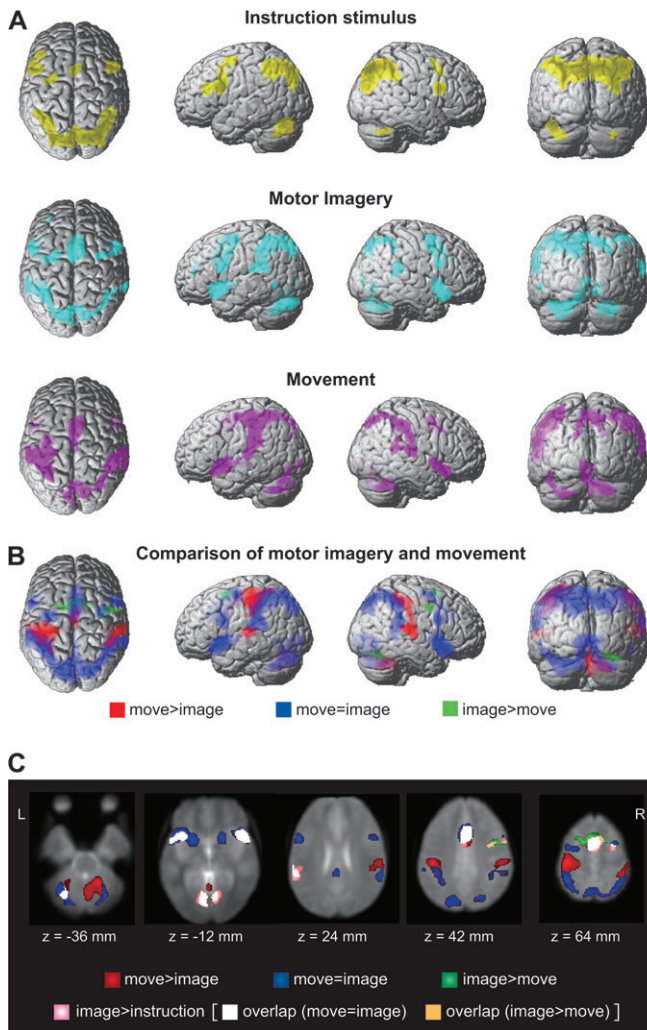 A
Instruction stimulus
Motor Imagery
Movement
B
Comparison of motor imagery and movement
move>image move=image image>move
C
L R
z = -36 mm z = -12 mm z = 24 mm z = 42 mm z = 64 mm
move>image move=image image>move
image>instruction [ overlap (move=image) overlap (image>move) ]